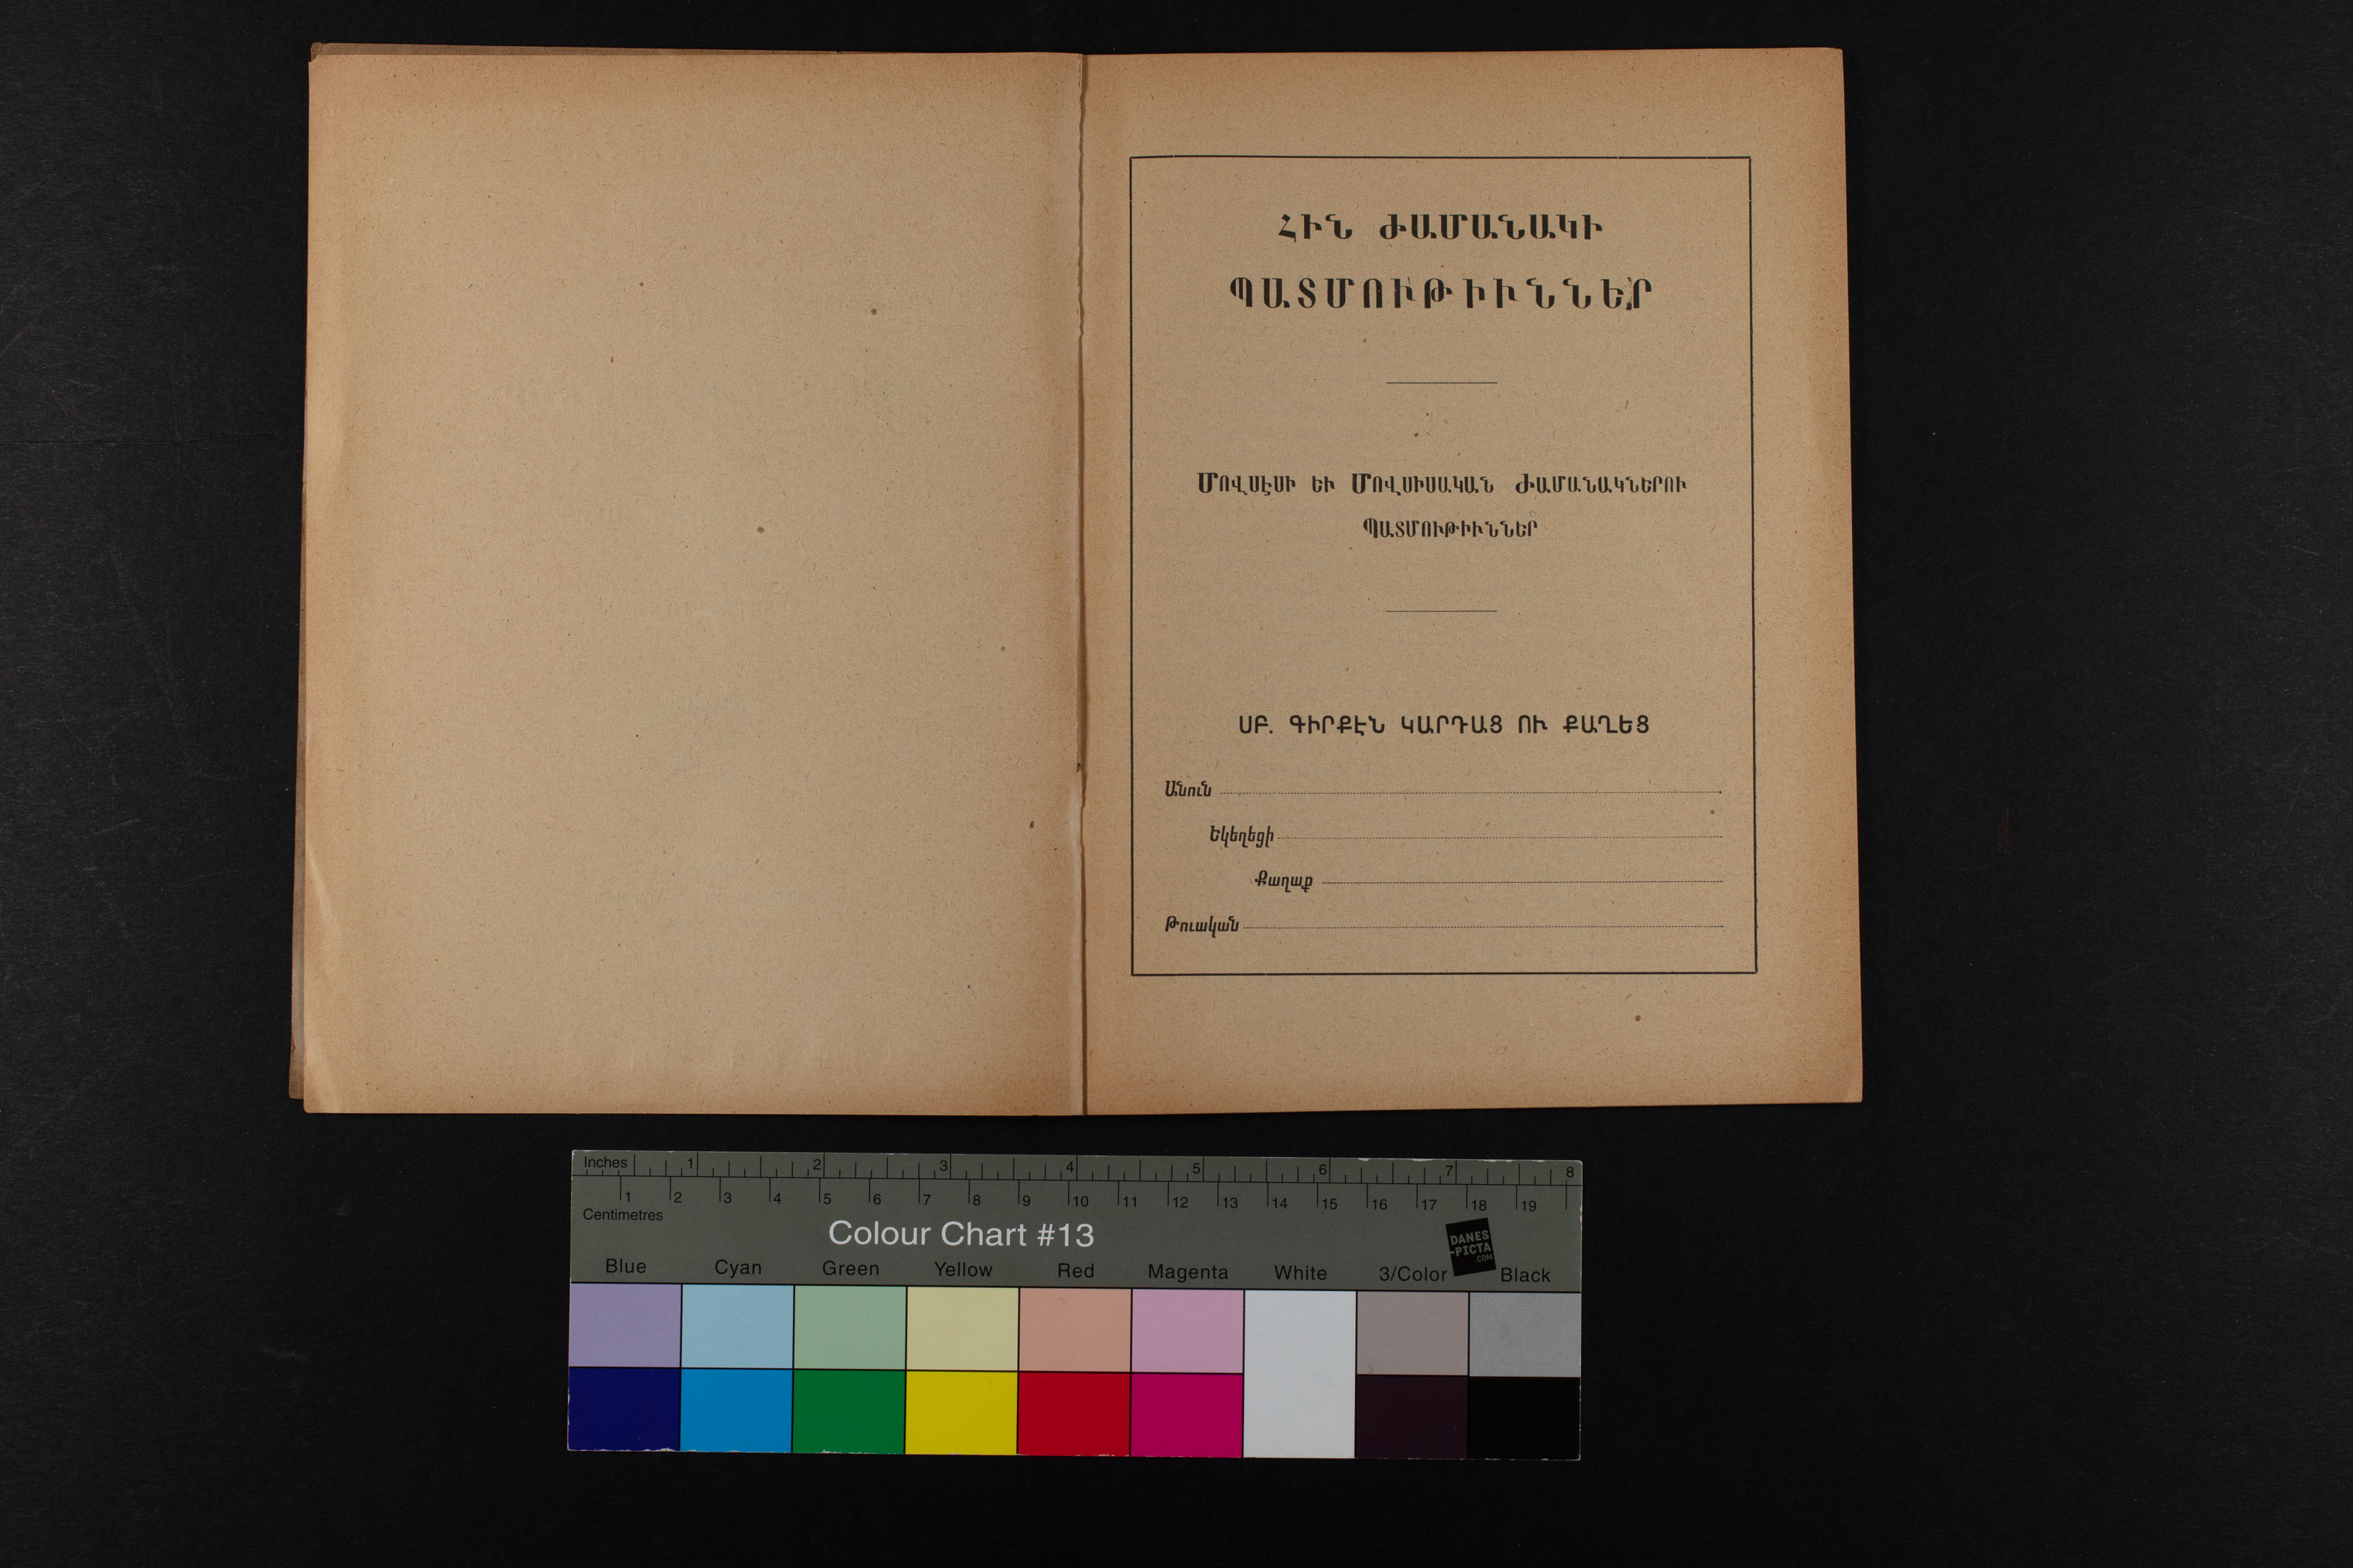 ՀԻՆ ԺԱՄԱՆԱԿԻ
ՊԱՏՄՈՒԹԻՒՆՆԵՐ
ՄՈՎՍԷՍԻ ԵՒ ՄՈՎՍԻՍԱԿԱՆ ԺԱՄԱՆԱԿՆԵՐՈՒ
ՊԱՏՄՈՒԹԻՒՆՆԵՐ
ՍԲ. ԳԻՐՔԷՆ ԿԱՐԴԱՑ ՈՒ ՔԱՂԵՑ
Անուն
Եկեղեցի
Քաղաք
Թուական
Inches 1 2 3 4 5 6 7 8
1 2 3 4 5 6 7 8 9 10 11 12 13 14 15 16 17 18 19
Centimetres
Colour Chart #13
DANES
-PICTA
.COM
Blue Cyan Green Yellow Red Magenta White 3/Color Black